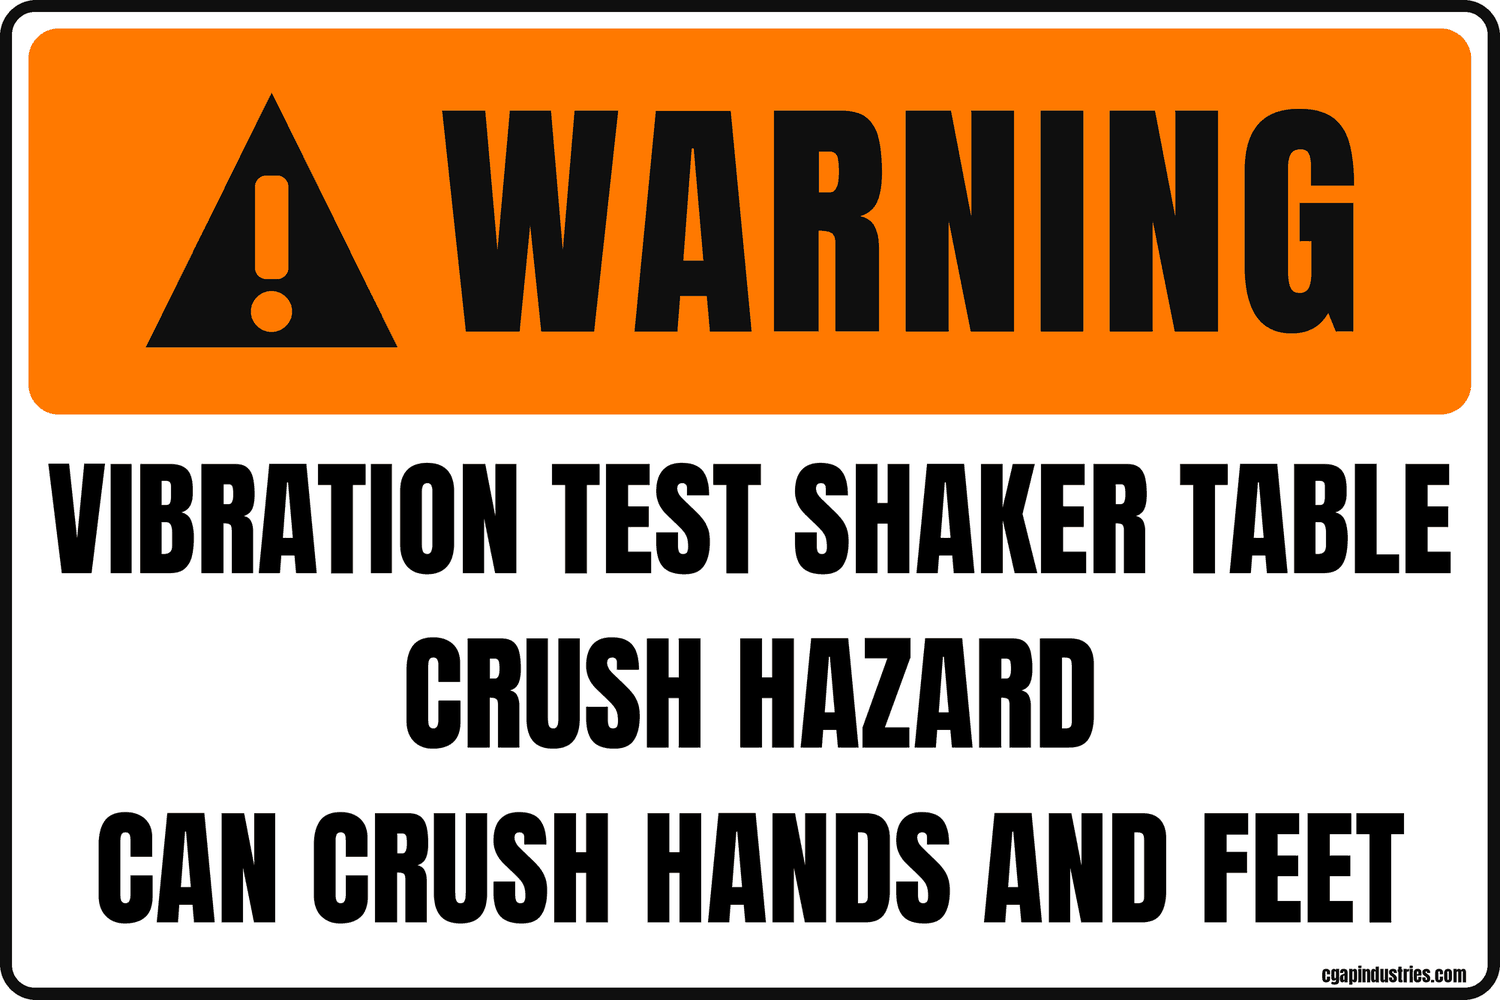 WARNING
VIBRATION TEST SHAKER TABLE
CRUSH HAZARD
CAN CRUSH HANDS AND FEET
cgapindustries.com